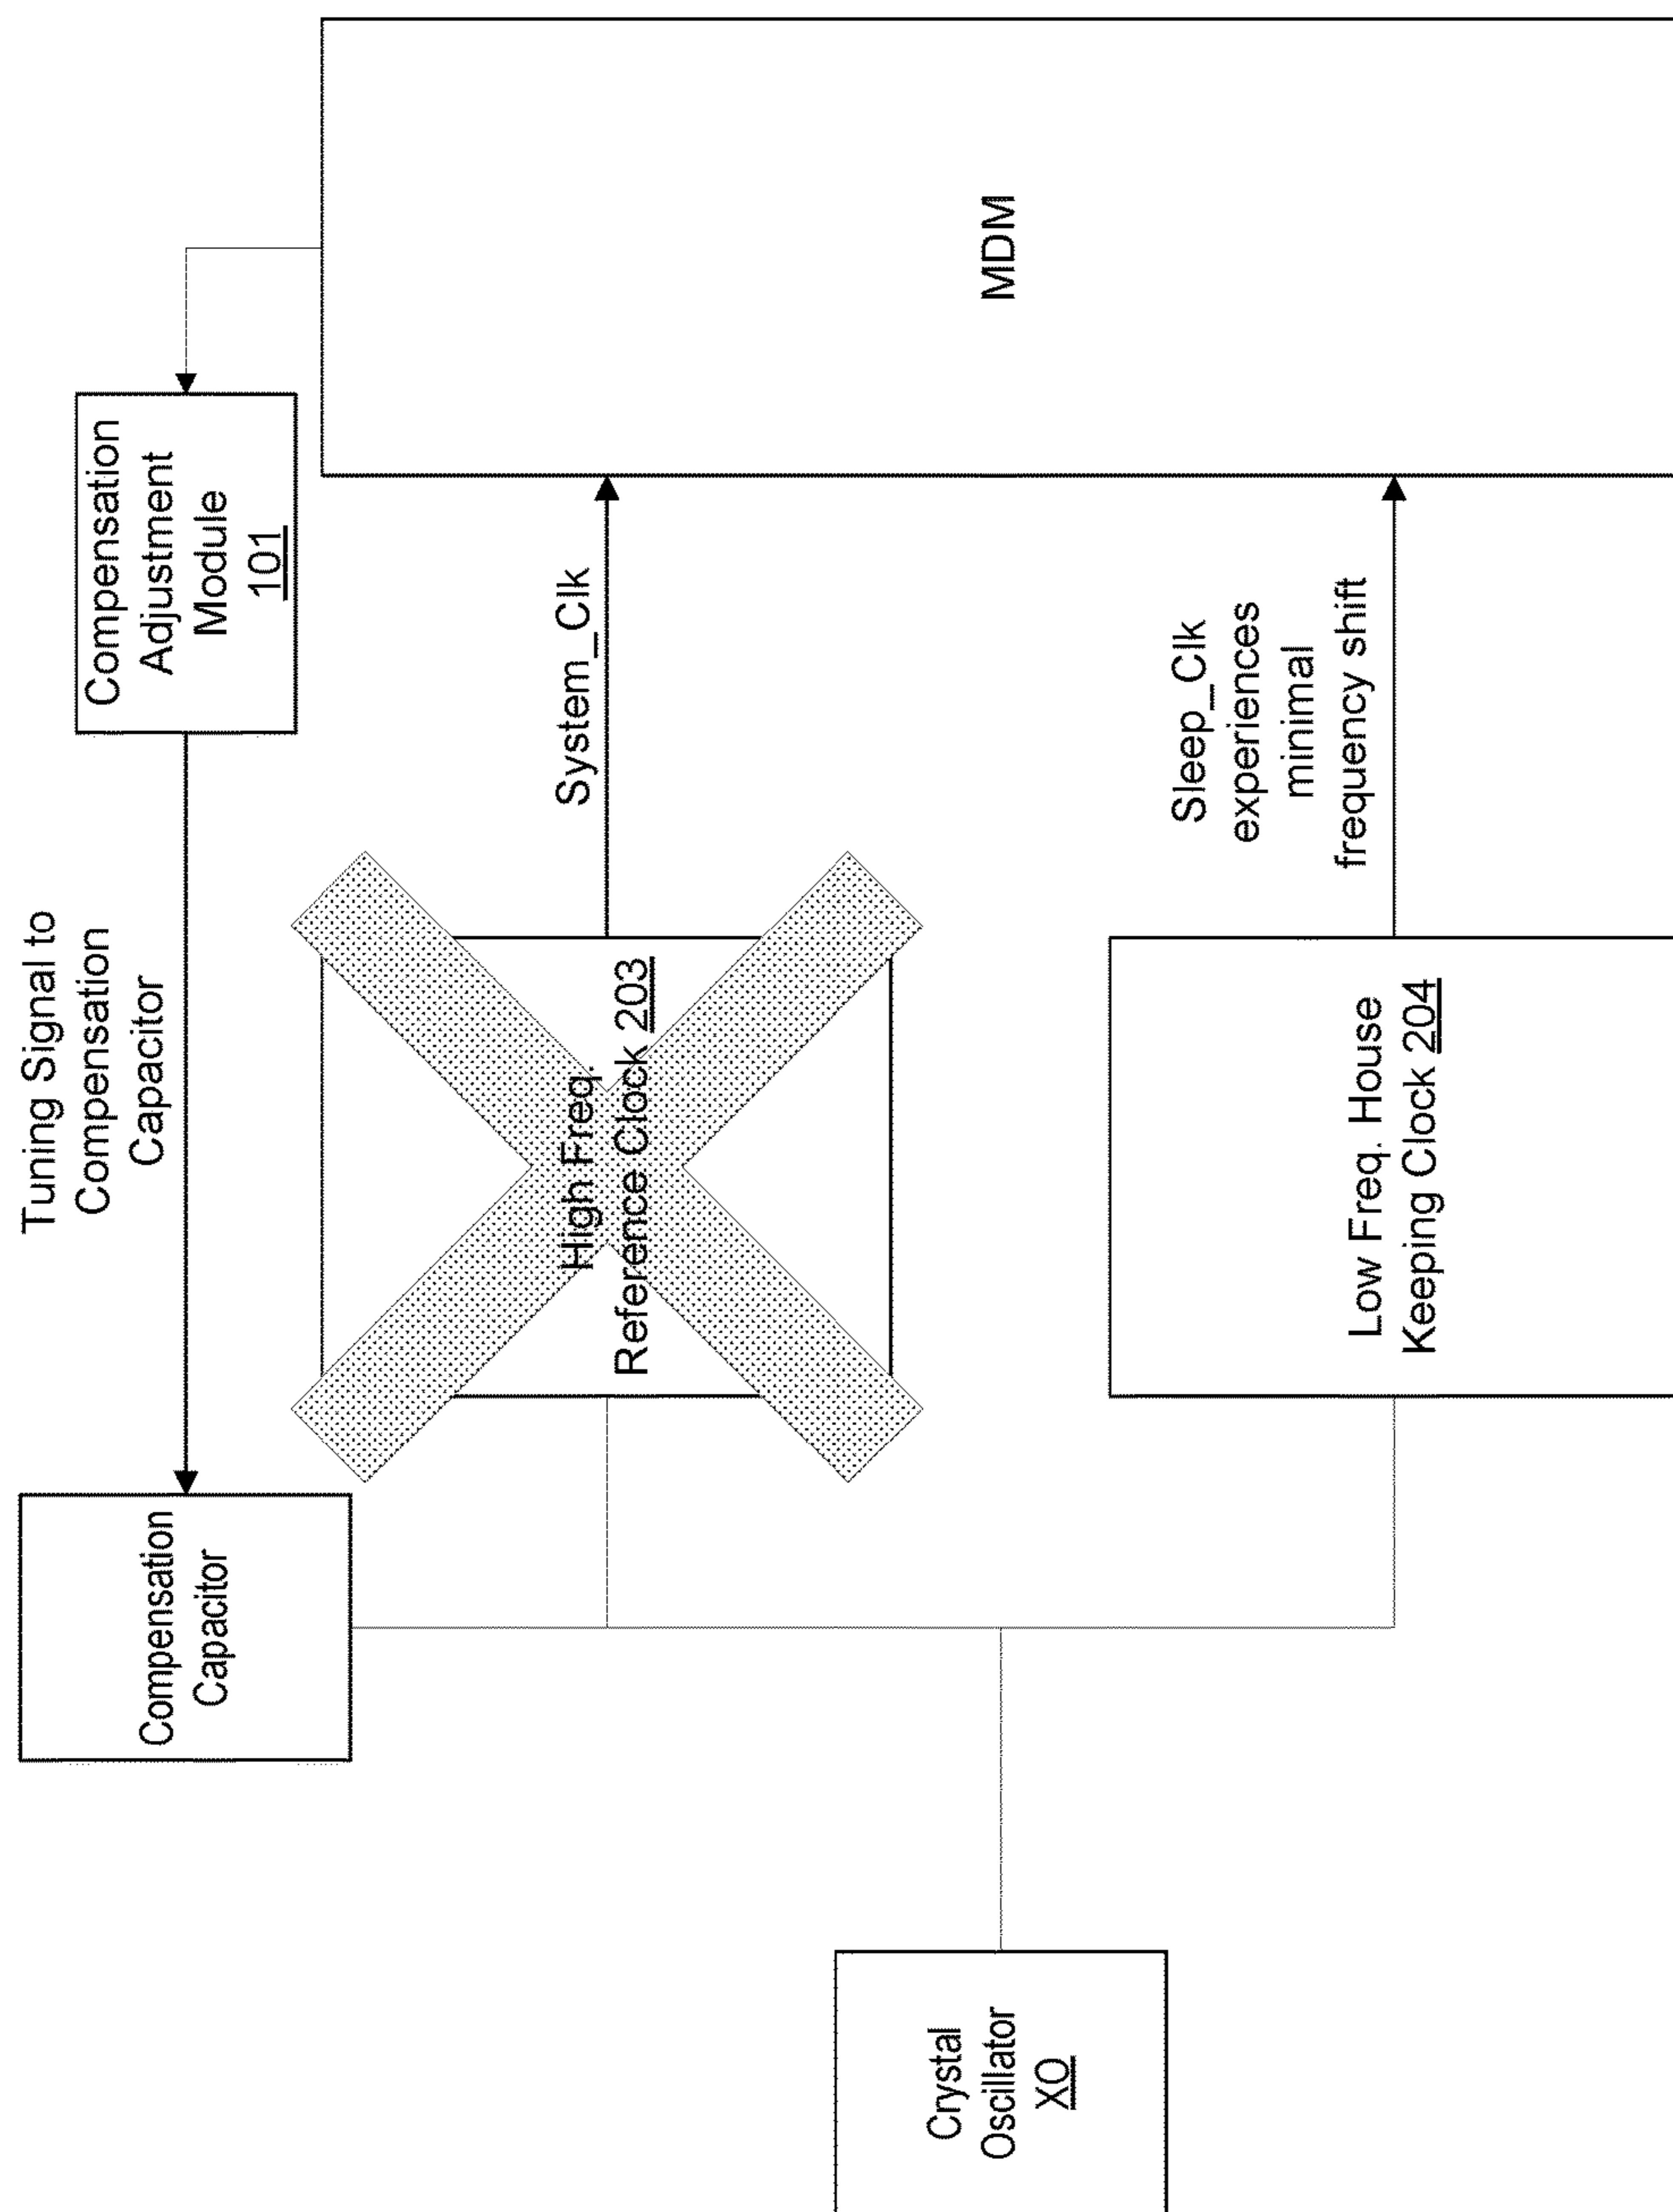 Tuning Signal to
Compensation
Capacitor
Compensation
Capacitor
Compensation
Adjustment
Module
101
High Freq.
Reference Clock 203
System_Clk
MDM
Crystal
Oscillator
XO
Low Freq. House
Keeping Clock 204
Sleep_Clk
experiences
minimal
frequency shift